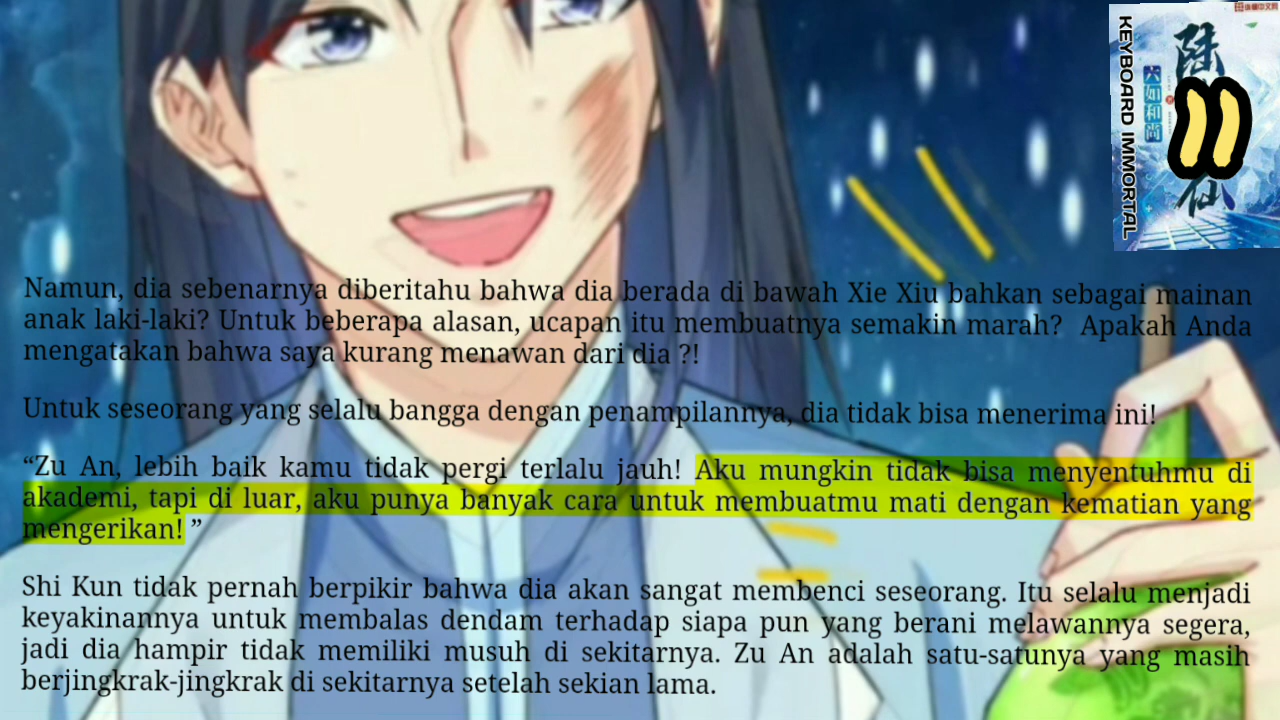 KEYBOARD IMMORTAL
陆
仙
六如和尚
Namun, dia sebenarnya diberitahu bahwa dia berada di bawah Xie Xiu bahkan sebagai mainan
anak laki-laki? Untuk beberapa alasan, ucapan itu membuatnya semakin marah? Apakah Anda
mengatakan bahwa saya kurang menawan dari dia ?!
Untuk seseorang yang selalu bangga dengan penampilannya, dia tidak bisa menerima ini!
“Zu An, lebih baik kamu tidak pergi terlalu jauh! Aku mungkin tidak bisa menyentuhmu di
akademi, tapi di luar, aku punya banyak cara untuk membuatmu mati dengan kematian yang
mengerikan! ”
Shi Kun tidak pernah berpikir bahwa dia akan sangat membenci seseorang. Itu selalu menjadi
keyakinannya untuk membalas dendam terhadap siapa pun yang berani melawannya segera,
jadi dia hampir tidak memiliki musuh di sekitarnya. Zu An adalah satu-satunya yang masih
berjingkrak-jingkrak di sekitarnya setelah sekian lama.